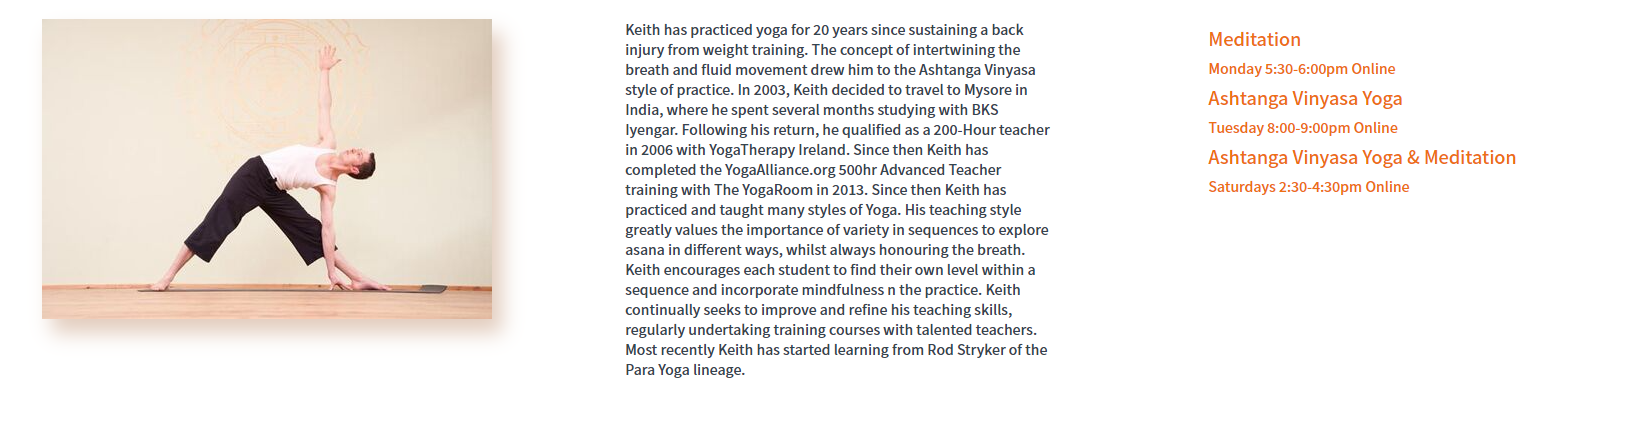 Keith has practiced yoga for 20 years since sustaining a back
injury from weight training. The concept of intertwining the
breath and fluid movement drew him to the Ashtanga Vinyasa
style of practice. In 2003, Keith decided to travel to Mysore in
India, where he spent several months studying with BKS
Iyengar. Following his return, he qualified as a 200-Hour teacher
in 2006 with YogaTherapy Ireland. Since then Keith has
completed the YogaAlliance.org 500hr Advanced Teacher
training with The YogaRoom in 2013. Since then Keith has
practiced and taught many styles of Yoga. His teaching style
greatly values the importance of variety in sequences to explore
asana in different ways, whilst always honouring the breath.
Keith encourages each student to find their own level within a
sequence and incorporate mindfulness n the practice. Keith
continually seeks to improve and refine his teaching skills,
regularly undertaking training courses with talented teachers.
Most recently Keith has started learning from Rod Stryker of the
Para Yoga lineage.
Meditation
Monday 5:30-6:00pm Online
Ashtanga Vinyasa Yoga
Tuesday 8:00-9:00pm Online
Ashtanga Vinyasa Yoga & Meditation
Saturdays 2:30-4:30pm Online